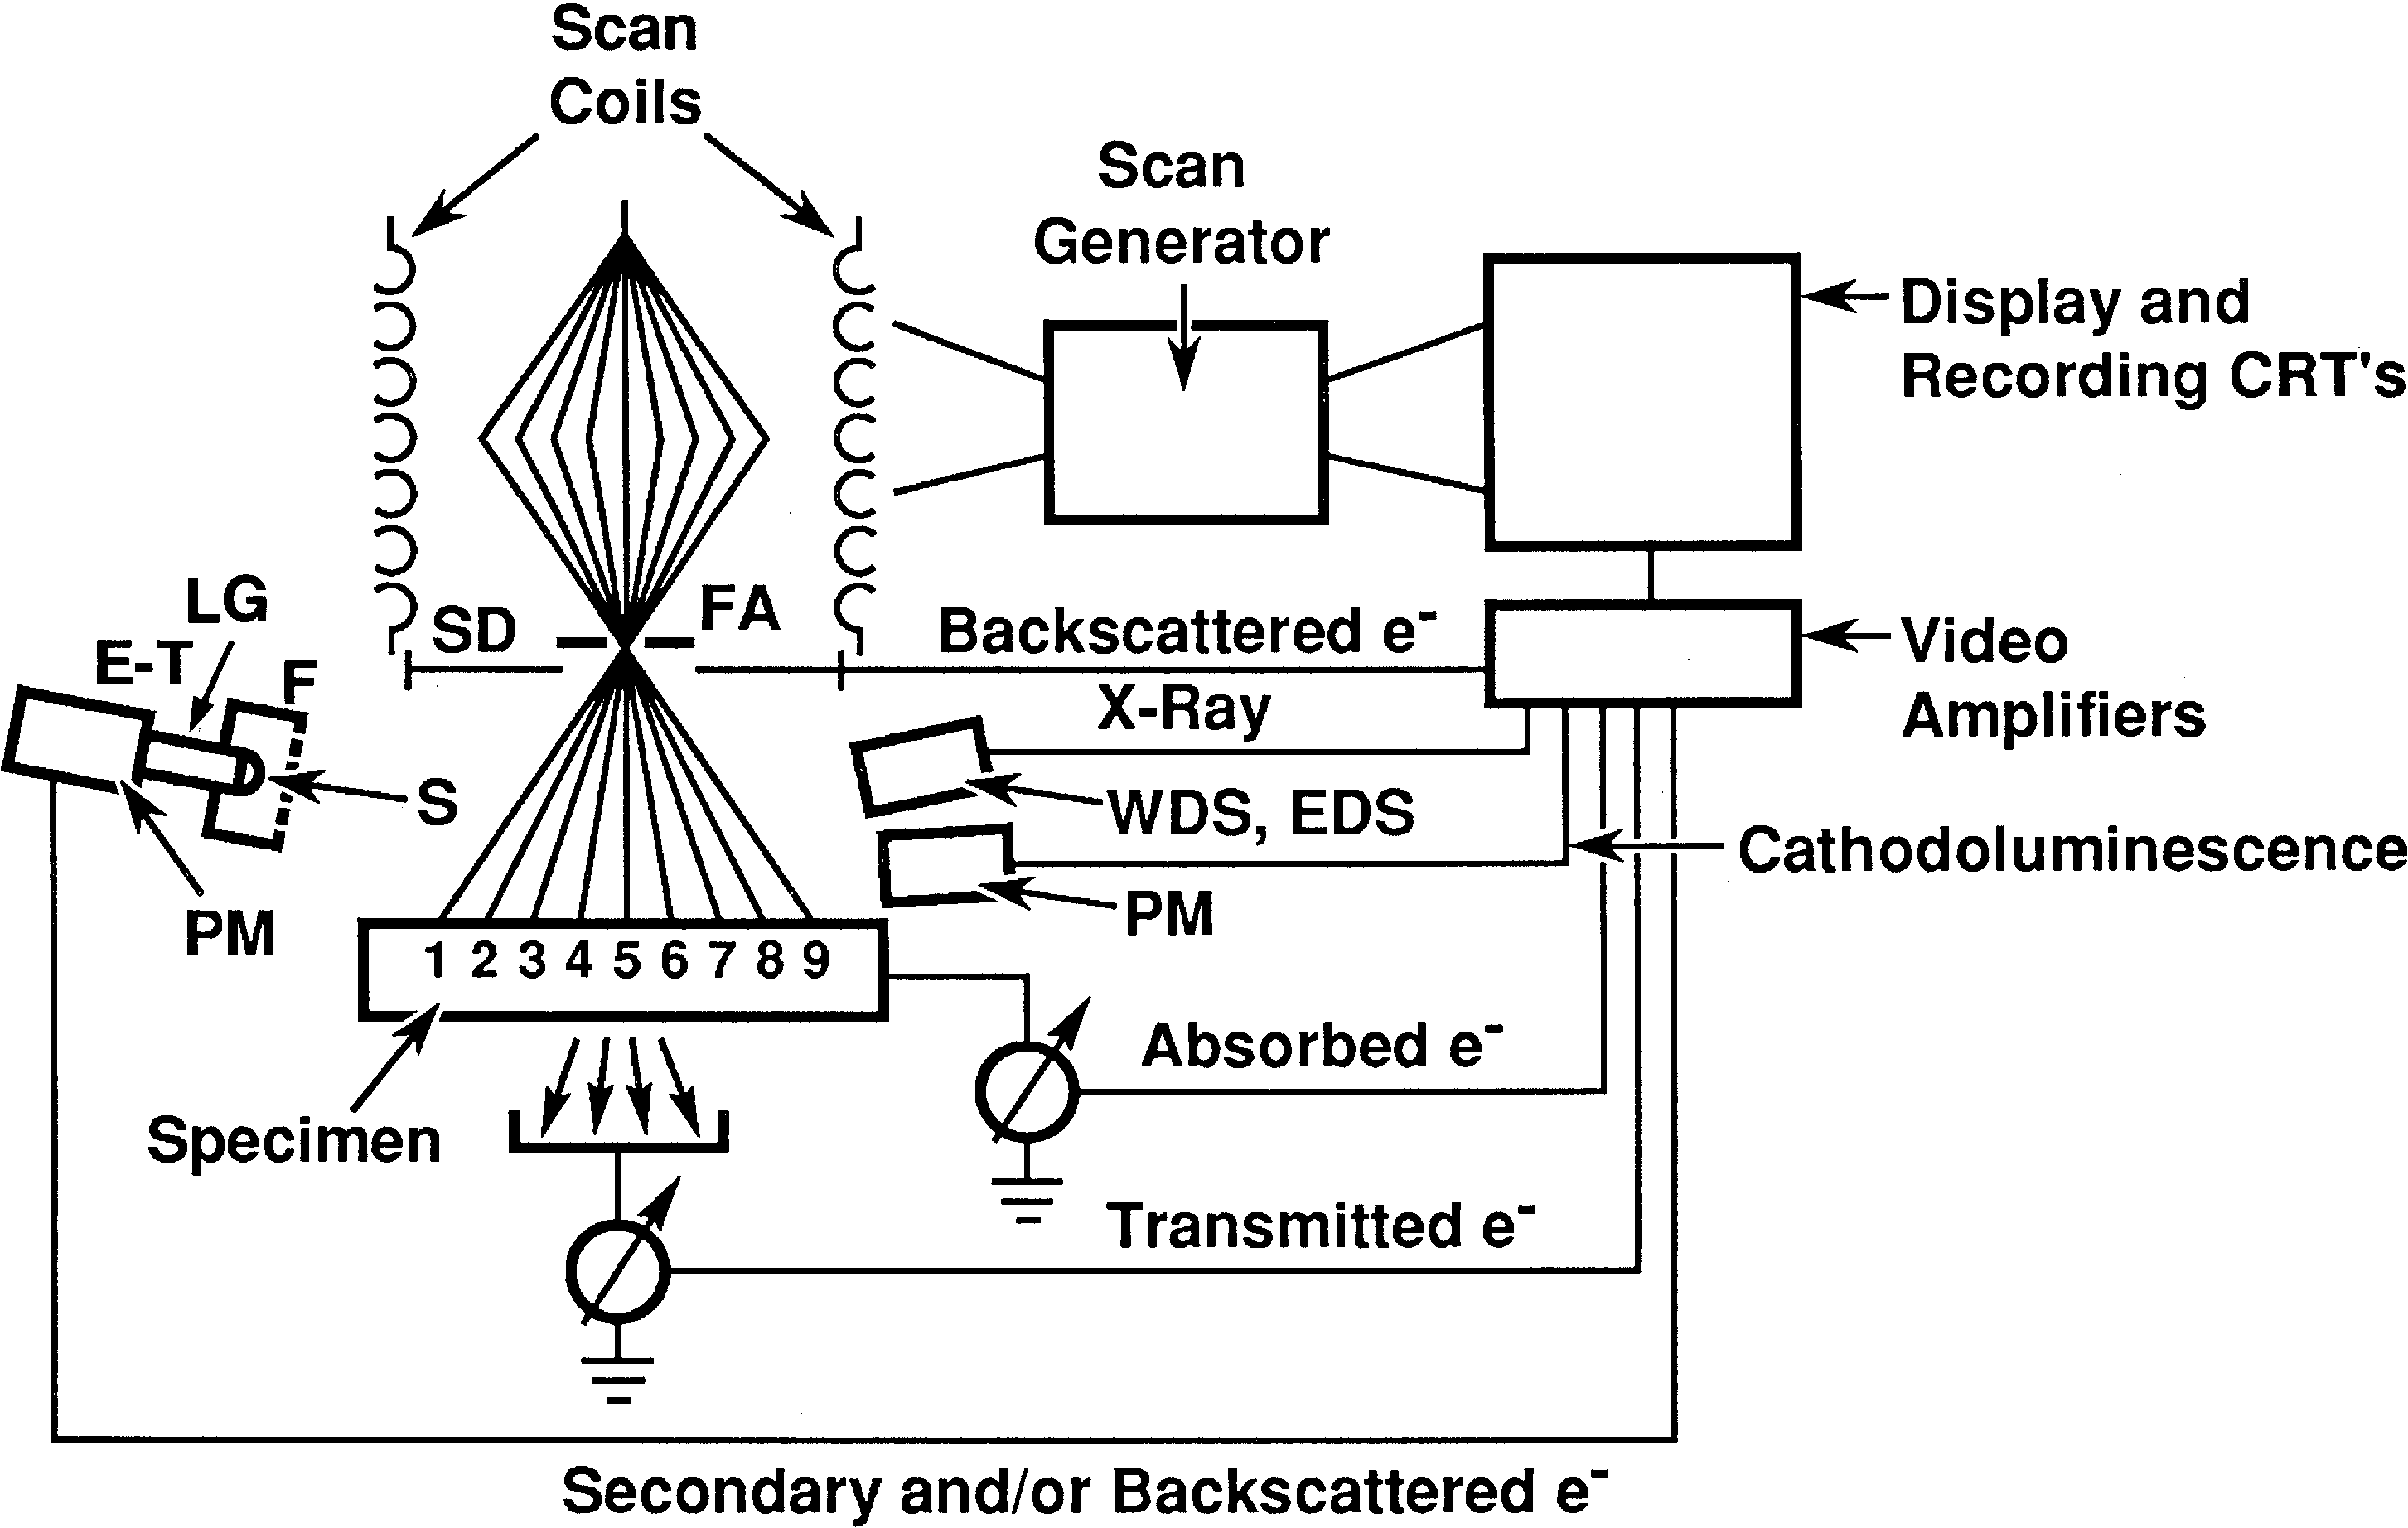 Scan
Coils
Scan
Generator
Display and
Recording CRT's
LG
SD
FA
E-T
F
Backscattered e-
Video
Amplifiers
X-Ray
S
WDS, EDS
Cathodoluminescence
PM
PM
1 2 3 4 5 6 7 8 9
Absorbed e-
Specimen
Transmitted e-
Secondary and/or Backscattered e-